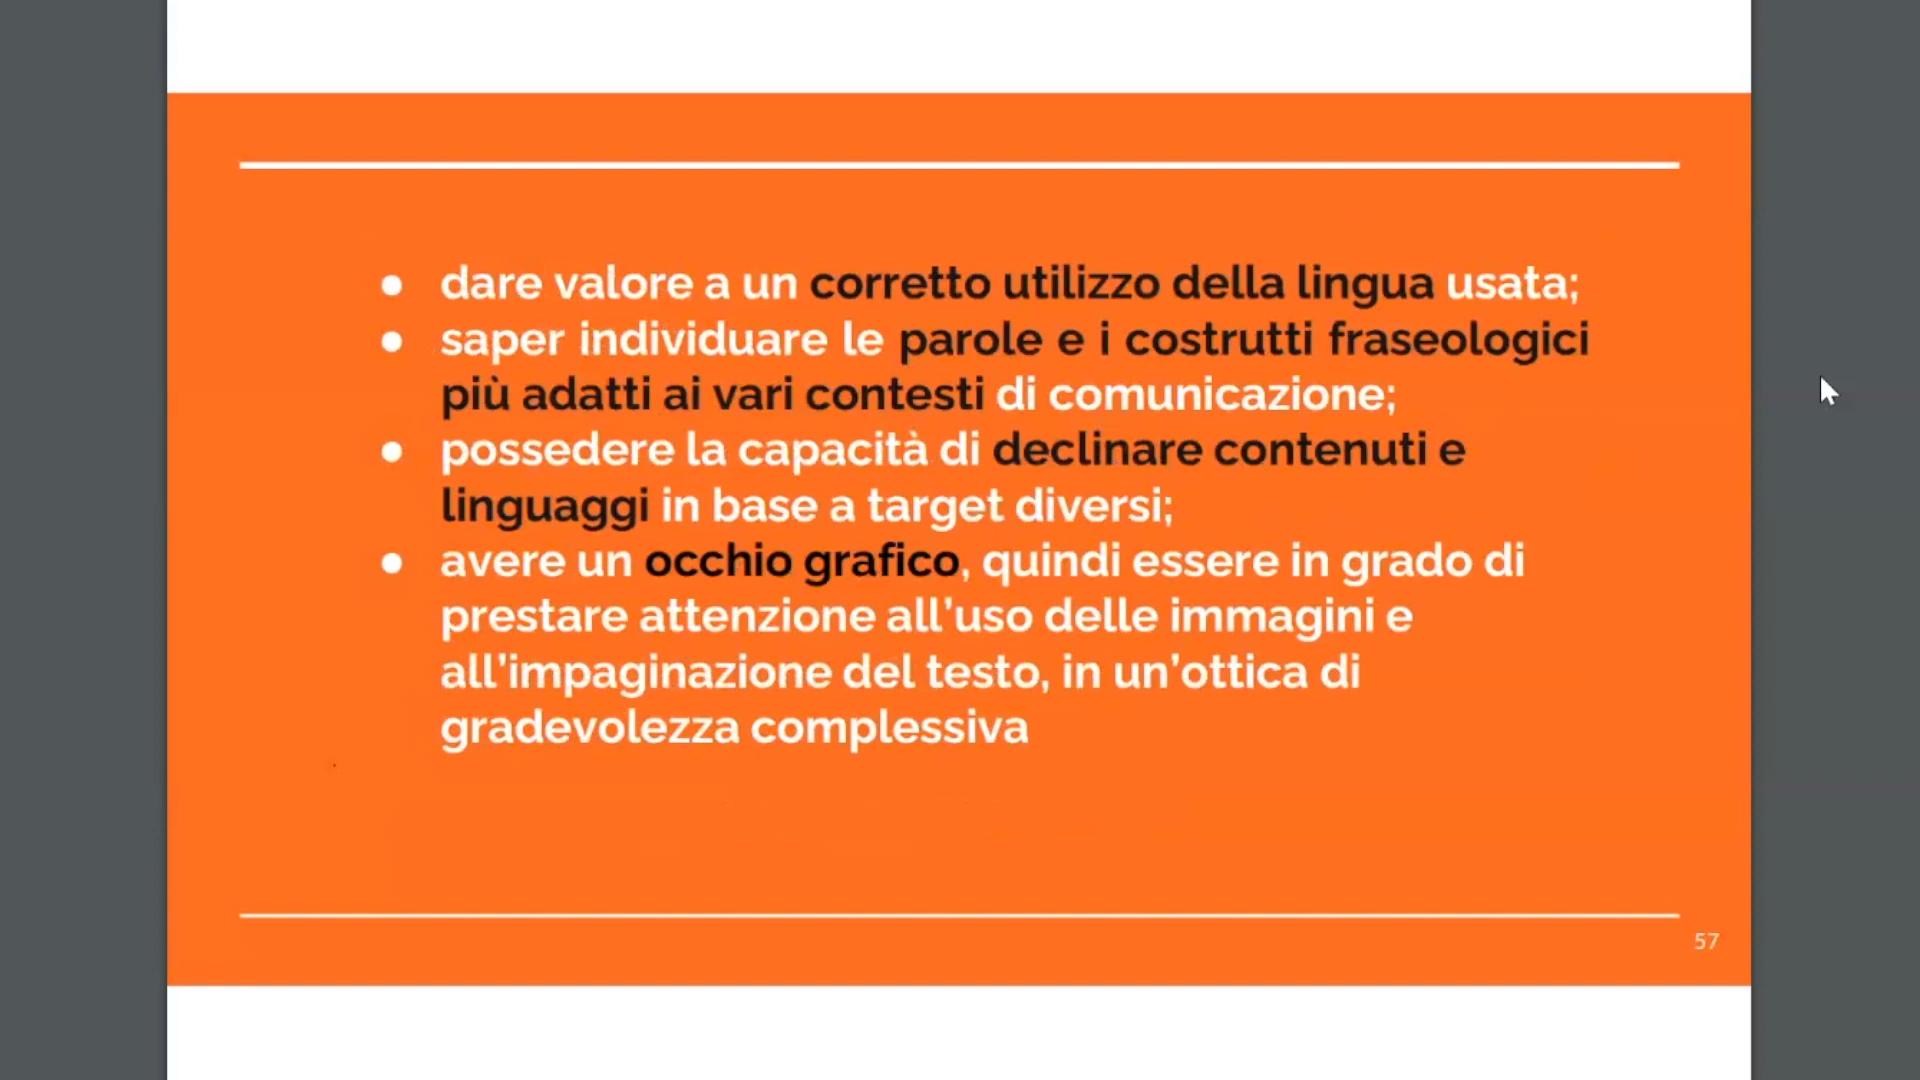 ● dare valore a un corretto utilizzo della lingua usata;
● saper individuare le parole e i costrutti fraseologici
più adatti ai vari contesti di comunicazione;
● possedere la capacità di declinare contenuti e
linguaggi in base a target diversi;
● avere un occhio grafico, quindi essere in grado di
prestare attenzione all’uso delle immagini e
all’impaginazione del testo, in un’ottica di
gradevolezza complessiva
57